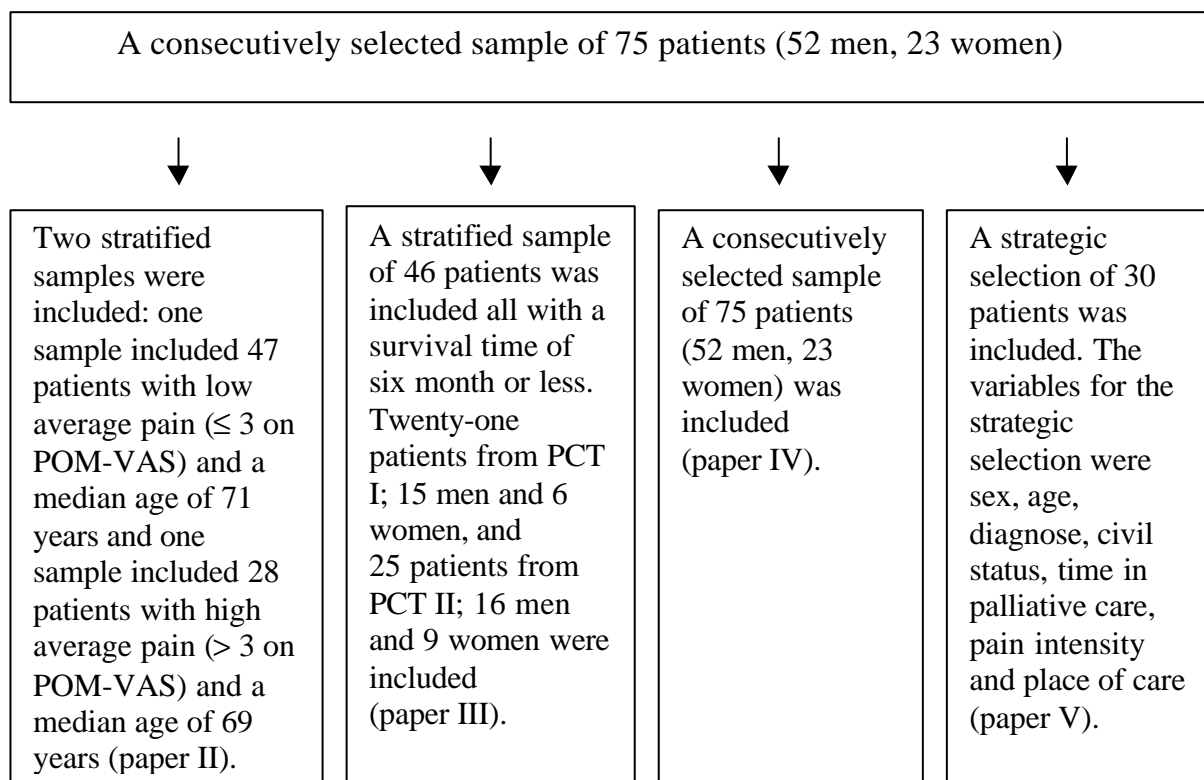 A consecutively selected sample of 75 patients (52 men, 23 women)
Two stratified
samples were
included: one
sample included 47
patients with low
average pain (≤ 3 on
POM-VAS) and a
median age of 71
years and one
sample included 28
patients with high
average pain (> 3 on
POM-VAS) and a
median age of 69
years (paper II).
A stratified sample
of 46 patients was
included all with a
survival time of
six month or less.
Twenty-one
patients from PCT
I; 15 men and 6
women, and
25 patients from
PCT II; 16 men
and 9 women were
included
(paper III).
A consecutively
selected sample
of 75 patients
(52 men, 23
women) was
included
(paper IV).
A strategic
selection of 30
patients was
included. The
variables for the
strategic
selection were
sex, age,
diagnose, civil
status, time in
palliative care,
pain intensity
and place of care
(paper V).